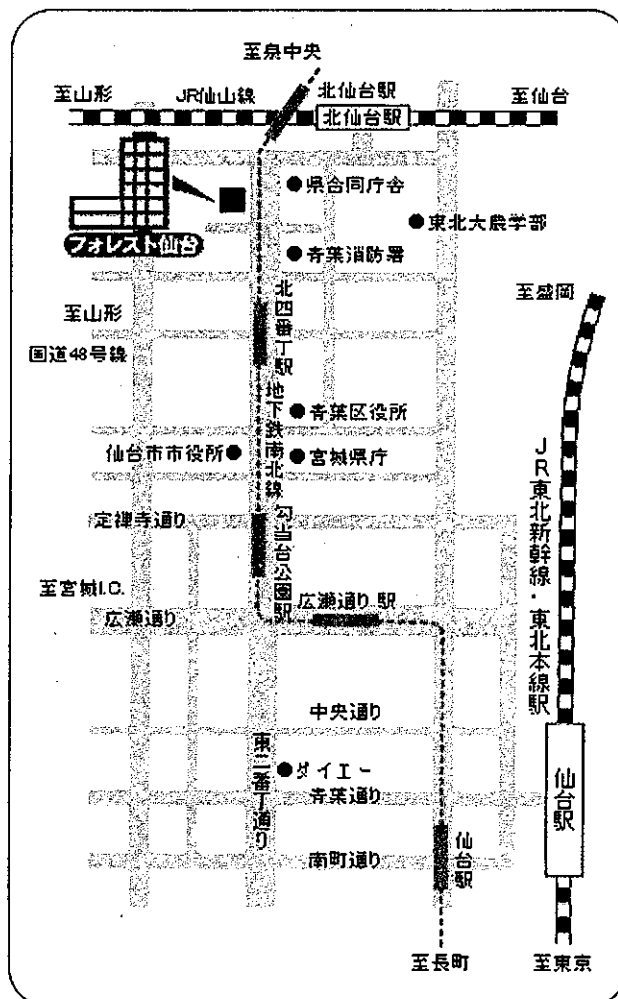 至泉中央
至山形
JR仙山線
北仙台駅
北仙台駅
至仙台
県合同庁舎
東北大農学部
フォレスト仙台
青葉消防署
至盛岡
北四番丁駅
至山形
国道48号線
地下鉄南北線
青葉区役所
仙台市市役所
宮城県庁
JR東北新幹線・東北本線駅
定禅寺通り
勾当台公園駅
至宮城I.C.
広瀬通り
広瀬通り駅
中央通り
東二番丁通り
ダイエー
青葉通り
仙台駅
南町通り
仙台駅
至長町
至東京